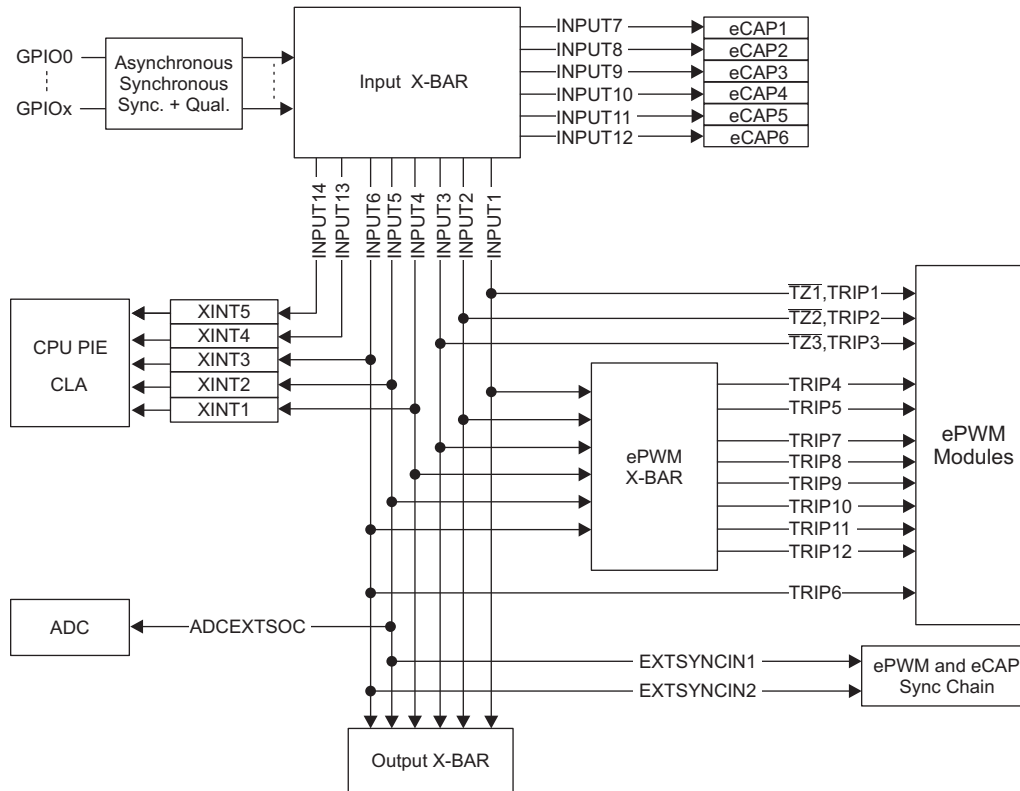 GPIO0
GPIOx
Asynchronous
Synchronous
Sync. + Qual.
Input X-BAR
INPUT7
INPUT8
INPUT9
INPUT10
INPUT11
INPUT12
eCAP1
eCAP2
eCAP3
eCAP4
eCAP5
eCAP6
INPUT14
INPUT13
INPUT6
INPUT5
INPUT4
INPUT3
INPUT2
INPUT1
CPU PIE
CLA
XINT5
XINT4
XINT3
XINT2
XINT1
TZ1,TRIP1
TZ2,TRIP2
TZ3,TRIP3
ePWM
X-BAR
TRIP4
TRIP5
TRIP7
TRIP8
TRIP9
TRIP10
TRIP11
TRIP12
TRIP6
ePWM
Modules
ADC
ADCEXTSOC
EXTSYNCIN1
EXTSYNCIN2
ePWM and eCAP
Sync Chain
Output X-BAR